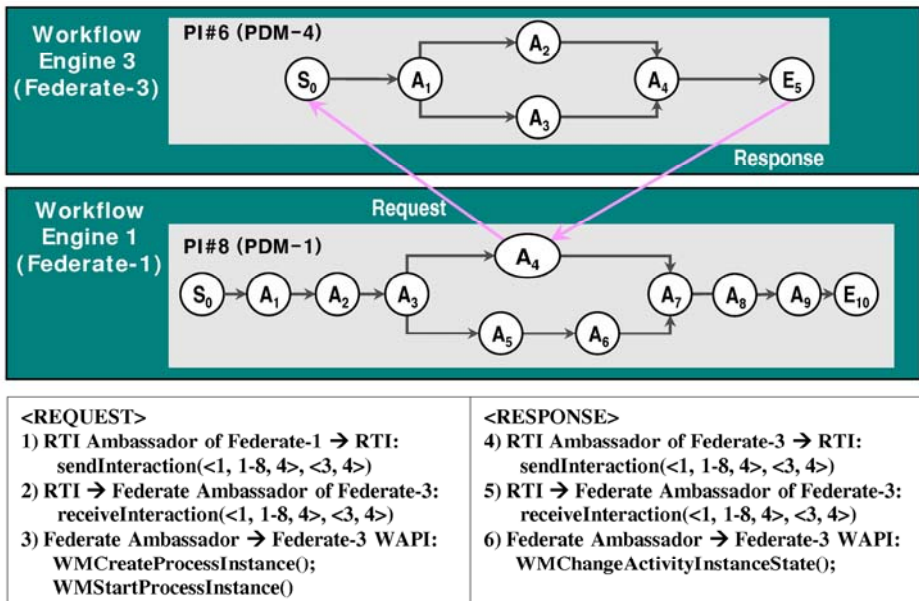 Workflow
Engine 3
(Federate-3)
PI#6 (PDM-4)
S0
A1
A2
A3
A4
E5
Response
Request
Workflow
Engine 1
(Federate-1)
PI#8 (PDM-1)
S0
A1
A2
A3
A4
A5
A6
A7
A8
A9
E10
<REQUEST>
1) RTI Ambassador of Federate-1 → RTI:
sendInteraction(<1, 1-8, 4>, <3, 4>)
2) RTI → Federate Ambassador of Federate-3:
receiveInteraction(<1, 1-8, 4>, <3, 4>)
3) Federate Ambassador → Federate-3 WAPI:
WMCreateProcessInstance();
WMStartProcessInstance()
<RESPONSE>
4) RTI Ambassador of Federate-3 → RTI:
sendInteraction(<1, 1-8, 4>, <3, 4>)
5) RTI → Federate Ambassador of Federate-3:
receiveInteraction(<1, 1-8, 4>, <3, 4>)
6) Federate Ambassador → Federate-3 WAPI:
WMChangeActivityInstanceState();